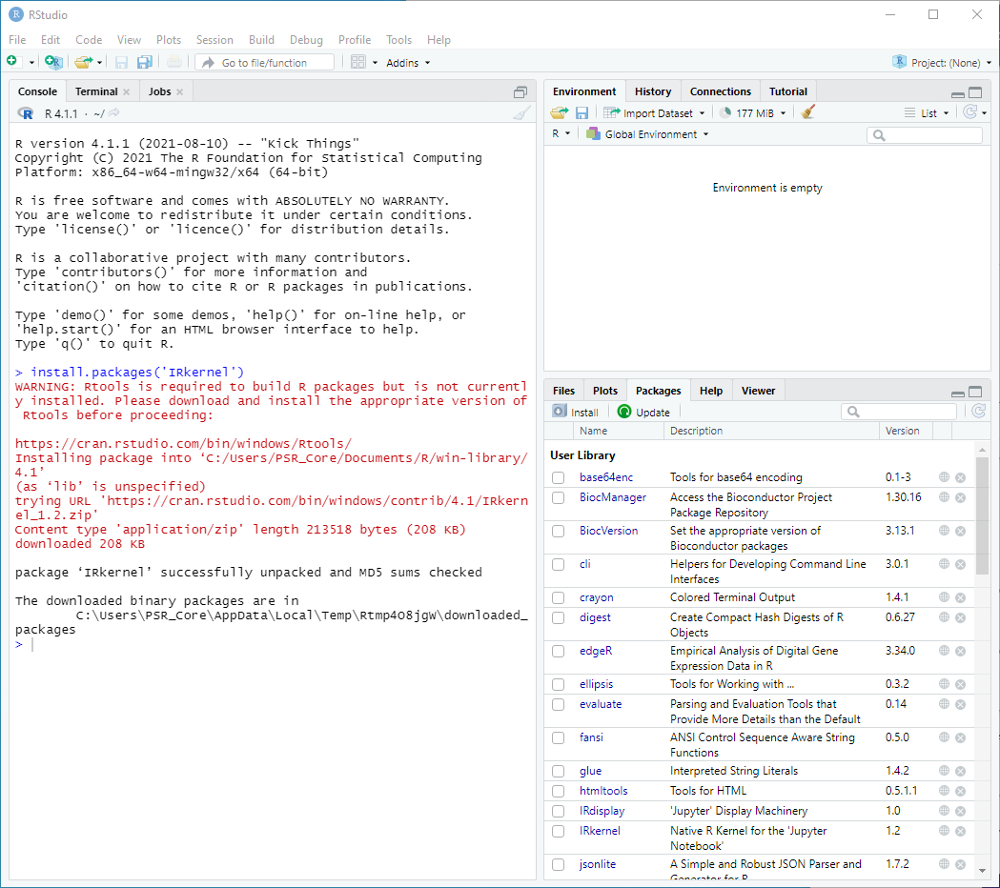 RStudio
File Edit Code View Plots Session Build Debug Profile Tools Help
Go to file/function Addins Project: (None)
Console Terminal Jobs
R 4.1.1 · ~/
R version 4.1.1 (2021-08-10) -- "Kick Things"
Copyright (C) 2021 The R Foundation for Statistical Computing
Platform: x86_64-w64-mingw32/x64 (64-bit)
R is free software and comes with ABSOLUTELY NO WARRANTY.
You are welcome to redistribute it under certain conditions.
Type 'license()' or 'licence()' for distribution details.
R is a collaborative project with many contributors.
Type 'contributors()' for more information and
'citation()' on how to cite R or R packages in publications.
Type 'demo()' for some demos, 'help()' for on-line help, or
'help.start()' for an HTML browser interface to help.
Type 'q()' to quit R.
> install.packages('IRkernel')
WARNING: Rtools is required to build R packages but is not currentl
y installed. Please download and install the appropriate version of
Rtools before proceeding:
https://cran.rstudio.com/bin/windows/Rtools/
Installing package into ‘C:/Users/PSR_Core/Documents/R/win-library/
4.1’
(as ‘lib’ is unspecified)
trying URL 'https://cran.rstudio.com/bin/windows/contrib/4.1/IRkern
el_1.2.zip'
Content type 'application/zip' length 213518 bytes (208 KB)
downloaded 208 KB
package ‘IRkernel’ successfully unpacked and MD5 sums checked
The downloaded binary packages are in
C:\Users\PSR_Core\AppData\Local\Temp\Rtmp4O8jgW\downloaded_
packages
>
Environment History Connections Tutorial
Import Dataset 177 MiB List
R Global Environment
Environment is empty
Files Plots Packages Help Viewer
Install Update
Name Description Version
User Library
base64enc Tools for base64 encoding 0.1-3
BiocManager Access the Bioconductor Project 1.30.16
Package Repository
BiocVersion Set the appropriate version of 3.13.1
Bioconductor packages
cli Helpers for Developing Command Line 3.0.1
Interfaces
crayon Colored Terminal Output 1.4.1
digest Create Compact Hash Digests of R 0.6.27
Objects
edgeR Empirical Analysis of Digital Gene 3.34.0
Expression Data in R
ellipsis Tools for Working with ... 0.3.2
evaluate Parsing and Evaluation Tools that 0.14
Provide More Details than the Default
fansi ANSI Control Sequence Aware String 0.5.0
Functions
glue Interpreted String Literals 1.4.2
htmltools Tools for HTML 0.5.1.1
IRdisplay 'Jupyter' Display Machinery 1.0
IRkernel Native R Kernel for the 'Jupyter 1.2
Notebook'
jsonlite A Simple and Robust JSON Parser and 1.7.2
Generator for R